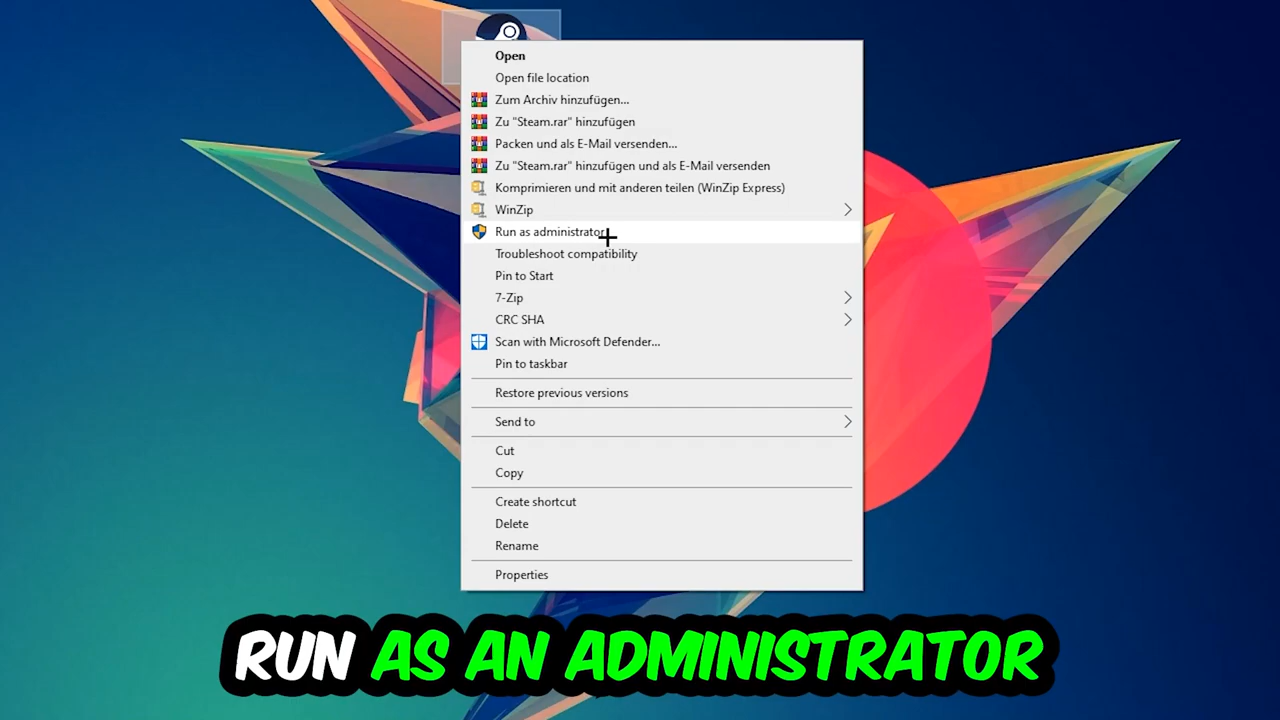 Open
Open file location
Zum Archiv hinzufügen...
Zu "Steam.rar" hinzufügen
Packen und als E-Mail versenden...
Zu "Steam.rar" hinzufügen und als E-Mail versenden
Komprimieren und mit anderen teilen (WinZip Express)
WinZip
Run as administrator
Troubleshoot compatibility
Pin to Start
7-Zip
CRC SHA
Scan with Microsoft Defender...
Pin to taskbar
Restore previous versions
Send to
Cut
Copy
Create shortcut
Delete
Rename
Properties
RUN AS AN ADMINISTRATOR